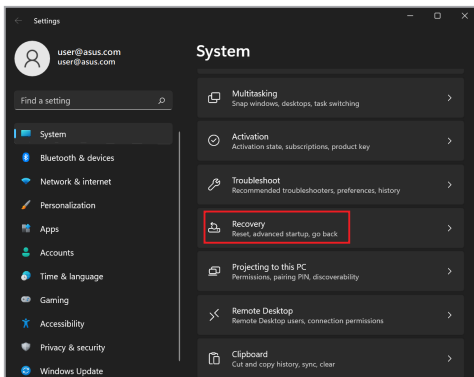 Settings
user@asus.com
user@asus.com
Find a setting
System
Bluetooth & devices
Network & internet
Personalization
Apps
Accounts
Time & language
Gaming
Accessibility
Privacy & security
Windows Update
System
Multitasking
Snap windows, desktops, task switching
Activation
Activation state, subscriptions, product key
Troubleshoot
Recommended troubleshooters, preferences, history
Recovery
Reset, advanced startup, go back
Projecting to this PC
Permissions, pairing PIN, discoverability
Remote Desktop
Remote Desktop users, connection permissions
Clipboard
Cut and copy history, sync, clear